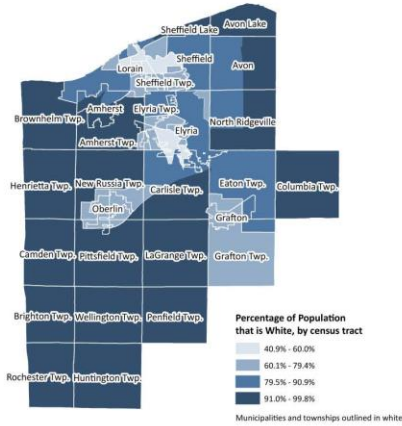 Avon Lake
Sheffield Lake
Sheffield
Avon
Lorain
Sheffield Twp.
Amherst
Elyria Twp.
Brownhelm Twp.
North Ridgeville
Elyria
Amherst Twp.
Henrietta Twp.
New Russia Twp.
Carlisle Twp.
Eaton Twp.
Columbia Twp.
Oberlin
Grafton
Camden Twp.
Pittsfield Twp.
LaGrange Twp.
Grafton Twp.
Brighton Twp.
Wellington Twp.
Penfield Twp.
Rochester Twp.
Huntington Twp.
Percentage of Population
that is White, by census tract
40.9% - 60.0%
60.1% - 79.4%
79.5% - 90.9%
91.0% - 99.8%
Municipalities and townships outlined in white